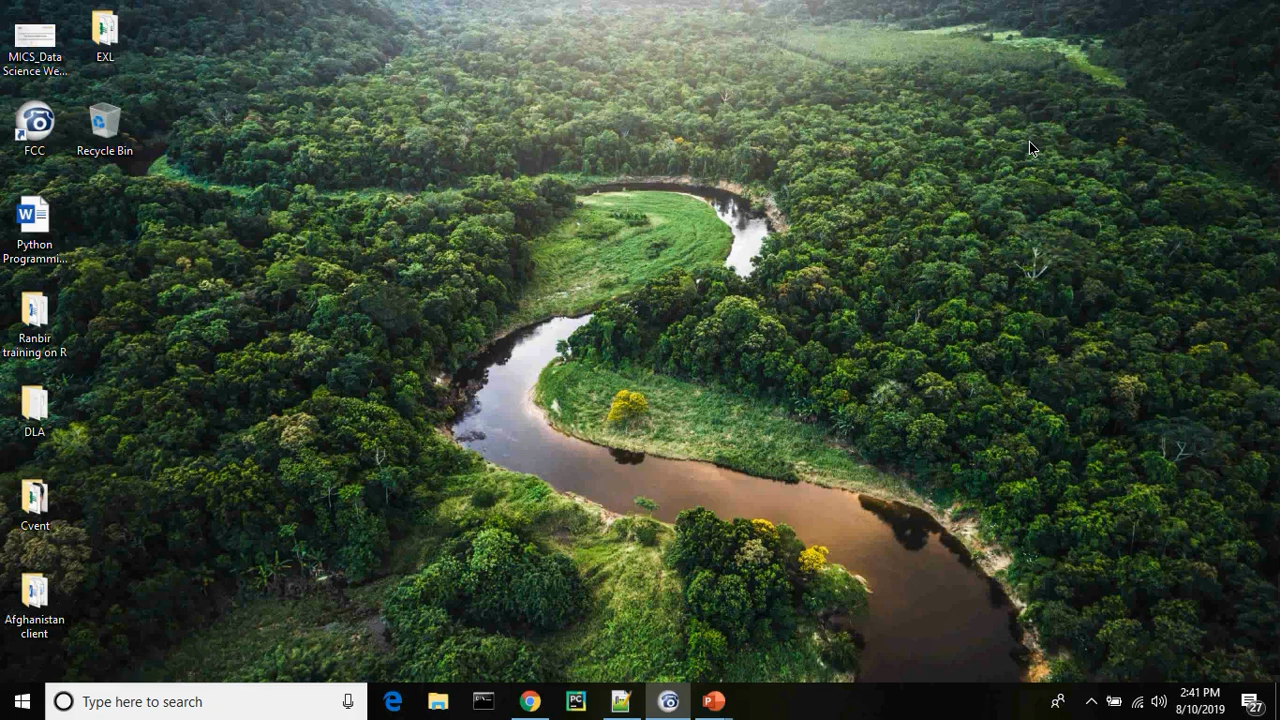 MICS_Data
Science We...
EXL
FCC
Recycle Bin
Python
Programmi...
Ranbir
training on R
DLA
Cvent
Afghanistan
client
Type here to search
2:41 PM
8/10/2019
27